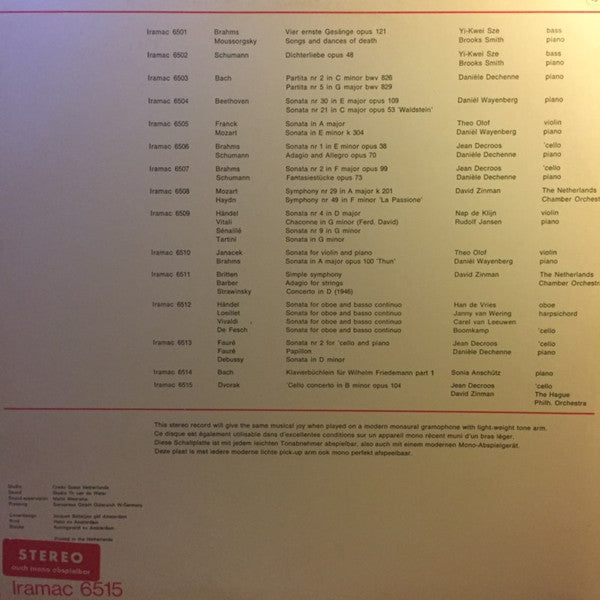 Iramac 6501 Brahms Vier ernste Gesänge opus 121 Yi-Kwei Sze bass
Moussorgsky Songs and dances of death Brooks Smith piano
Iramac 6502 Schumann Dichterliebe opus 48 Yi-Kwei Sze bass
Brooks Smith piano
Iramac 6503 Bach Partita nr 2 in C minor bwv 826 Danièle Dechenne piano
Partita nr 5 in G major bwv 829
Iramac 6504 Beethoven Sonata nr 30 in E major opus 109 Daniël Wayenberg piano
Sonata nr 21 in C major opus 53 'Waldstein'
Iramac 6505 Franck Sonata in A major Theo Olof violin
Mozart Sonata in E minor k 304 Daniël Wayenberg piano
Iramac 6506 Brahms Sonata nr 1 in E minor opus 38 Jean Decroos 'cello
Schumann Adagio and Allegro opus 70 Danièle Dechenne piano
Iramac 6507 Brahms Sonata nr 2 in F major opus 99 Jean Decroos 'cello
Schumann Fantasiestücke opus 73 Danièle Dechenne piano
Iramac 6508 Mozart Symphony nr 29 in A major k 201 David Zinman The Netherlands
Haydn Symphony nr 49 in F minor 'La Passione' Chamber Orchest
Iramac 6509 Händel Sonata nr 4 in D major Nap de Klijn violin
Vitali Chaconne in G minor (Ferd. David) Rudolf Jansen piano
Sénaillé Sonata nr 9 in G minor
Tartini Sonata in G minor
Iramac 6510 Janacek Sonata for violin and piano Theo Olof violin
Brahms Sonata in A major opus 100 'Thun' Daniël Wayenberg piano
Iramac 6511 Britten Simple symphony David Zinman The Netherlands
Barber Adagio for strings Chamber Orchestra
Strawinsky Concerto in D (1946)
Iramac 6512 Händel Sonata for oboe and basso continuo Han de Vries oboe
Loeillet Sonata for oboe and basso continuo Janny van Wering harpsichord
Vivaldi Sonata for oboe and basso continuo Carel van Leeuwen
De Fesch Sonata for oboe and basso continuo Boomkamp 'cello
Iramac 6513 Fauré Sonata nr 2 for 'cello and piano Jean Decroos 'cello
Fauré Papillon Danièle Dechenne piano
Debussy Sonata in D minor
Iramac 6514 Bach Klavierbüchlein für Wilhelm Friedemann part 1 Sonia Anschütz piano
Iramac 6515 Dvorak 'Cello concerto in B minor opus 104 Jean Decroos 'cello
David Zinman The Hague
Philh. Orchestra
This stereo record will give the same musical joy when played on a modern monaural gramophone with light-weight tone arm.
Ce disque est également utilisable dans d'excellentes conditions sur un appareil mono récent muni d'un bras léger.
Diese Schallplatte ist mit jedem leichten Tonabnehmer abspielbar, also auch mit einem modernen Mono-Abspielgerät.
Deze plaat is met iedere moderne lichte pick-up arm ook mono perfekt afspeelbaar.
Studio
Sound
Printed in the Netherlands
STEREO
auch mono abspielbar
Iramac 6515